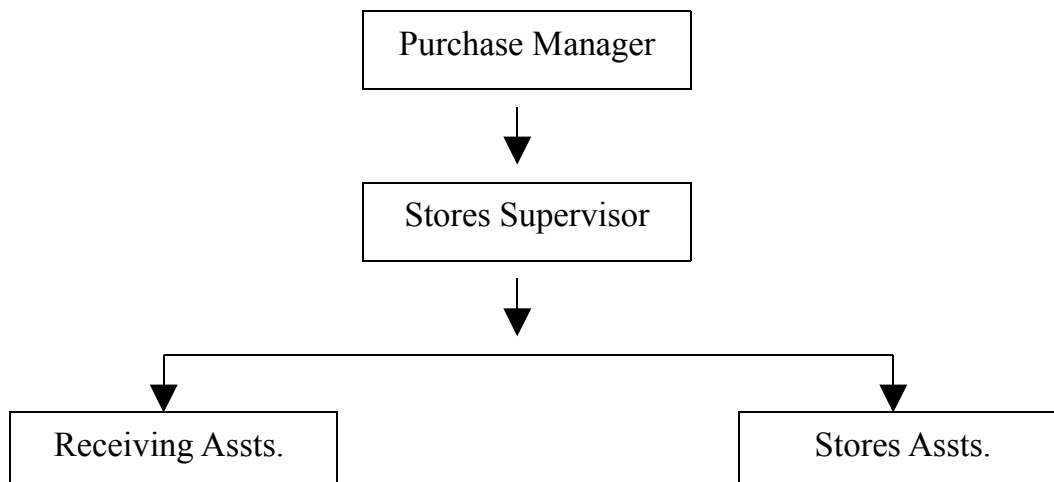 Purchase Manager
Stores Supervisor
Receiving Assts.
Stores Assts.